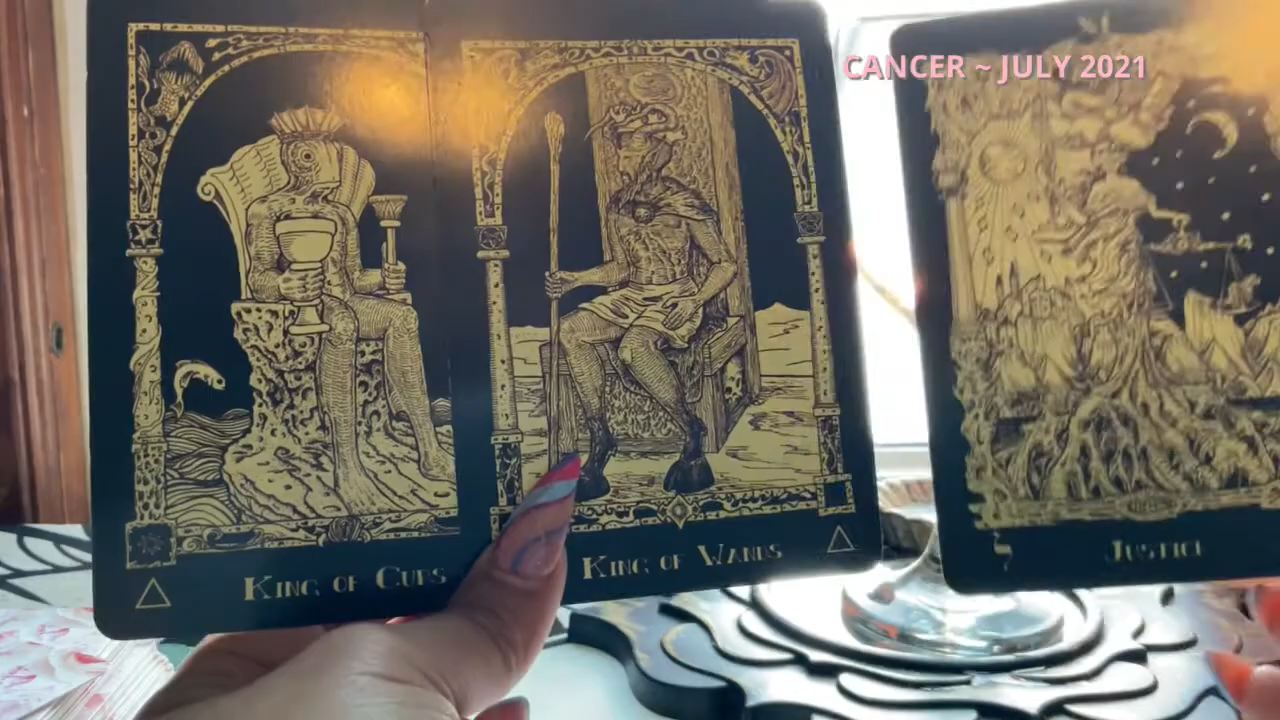 CANCER ~ JULY 2021
KING OF CUPS
KING OF WANDS
JUSTICE